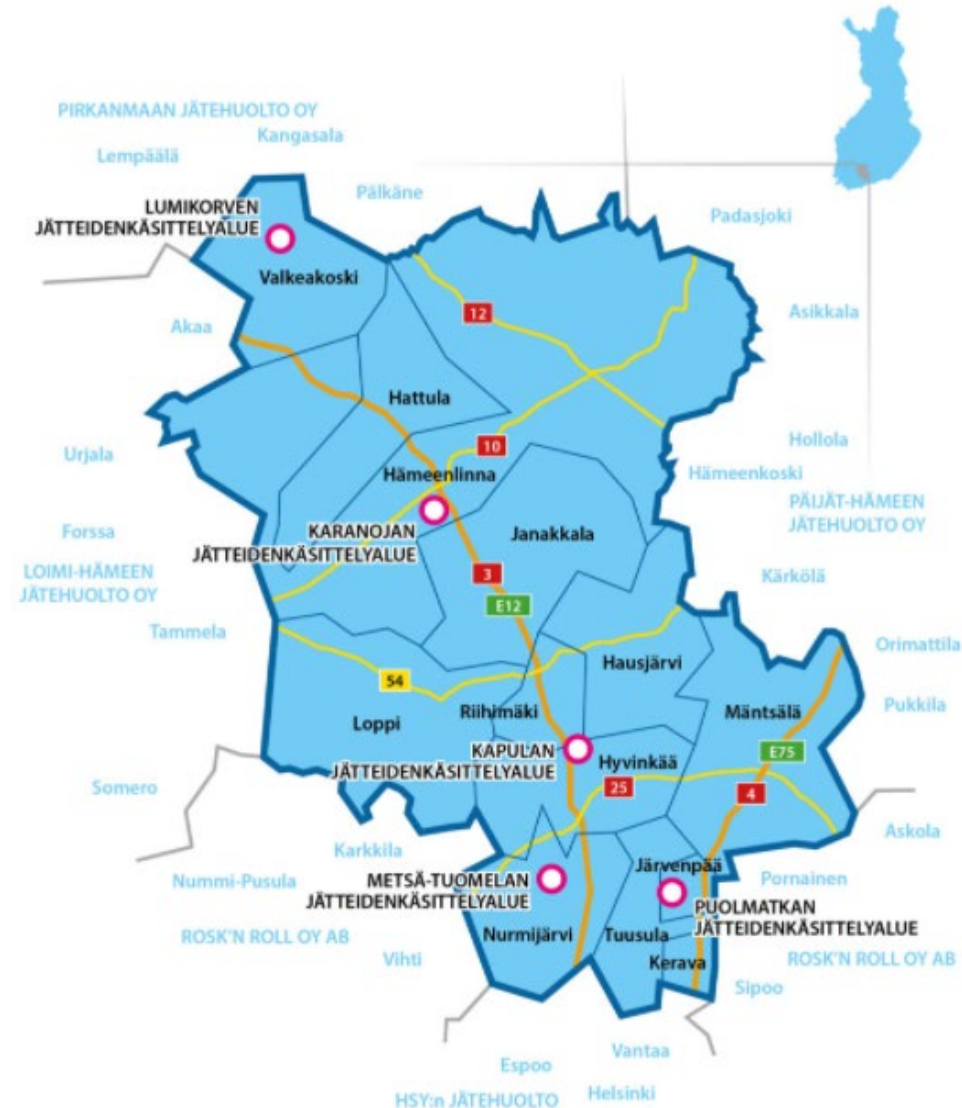 PIRKANMAAN JÄTEHUOLTO OY
Kangasala
Lempäälä
Pälkäne
LUMIKORVEN
JÄTTEIDENKÄSITTELYALUE
Padasjoki
Valkeakoski
Akaa
12
Asikkala
Hattula
Urjala
10
Hollola
Hämeenlinna
Hämeenkoski
KARANOJAN
JÄTTEIDENKÄSITTELYALUE
Janakkala
PÄIJÄT-HÄMEEN
JÄTEHUOLTO OY
Forssa
LOIMI-HÄMEEN
JÄTEHUOLTO OY
3
Kärkölä
E12
Tammela
Orimattila
Hausjärvi
54
Loppi
Riihimäki
Mäntsälä
Pukkila
KAPULAN
JÄTTEIDENKÄSITTELYALUE
Hyvinkää
E75
Somero
25
4
Askola
Karkkila
Nummi-Pusula
METSÄ-TUOMELAN
JÄTTEIDENKÄSITTELYALUE
Järvenpää
Pornainen
PUOLMATKAN
JÄTTEIDENKÄSITTELYALUE
ROSK'N ROLL OY AB
Nurmijärvi
Tuusula
Vihti
Kerava
ROSK'N ROLL OY AB
Sipoo
Vantaa
Espoo
Helsinki
HSY:n JÄTEHUOLTO